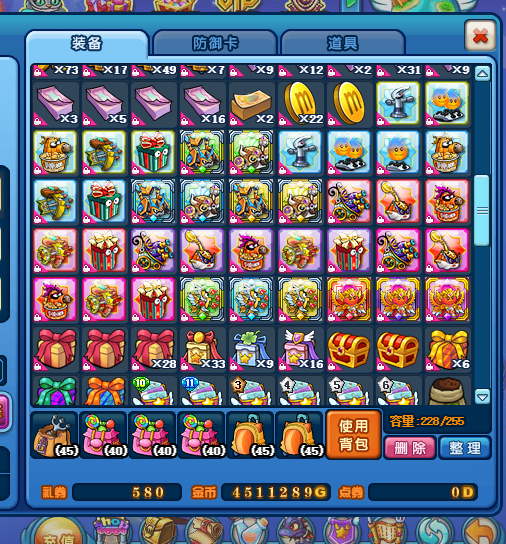 VIP
装备 防御卡 道具
X73 X17 X49 X7 X9 X12 X2 X31 X9
X3 X5 X16 X2 X22
X28 X33 X9 X16 X6
10 11 3 4 5 6
(45) (40) (40) (40) (45) (45)
使用
背包
容量:228/255
删除 整理
礼券 580 金币 4511289G 点券 0D
充值